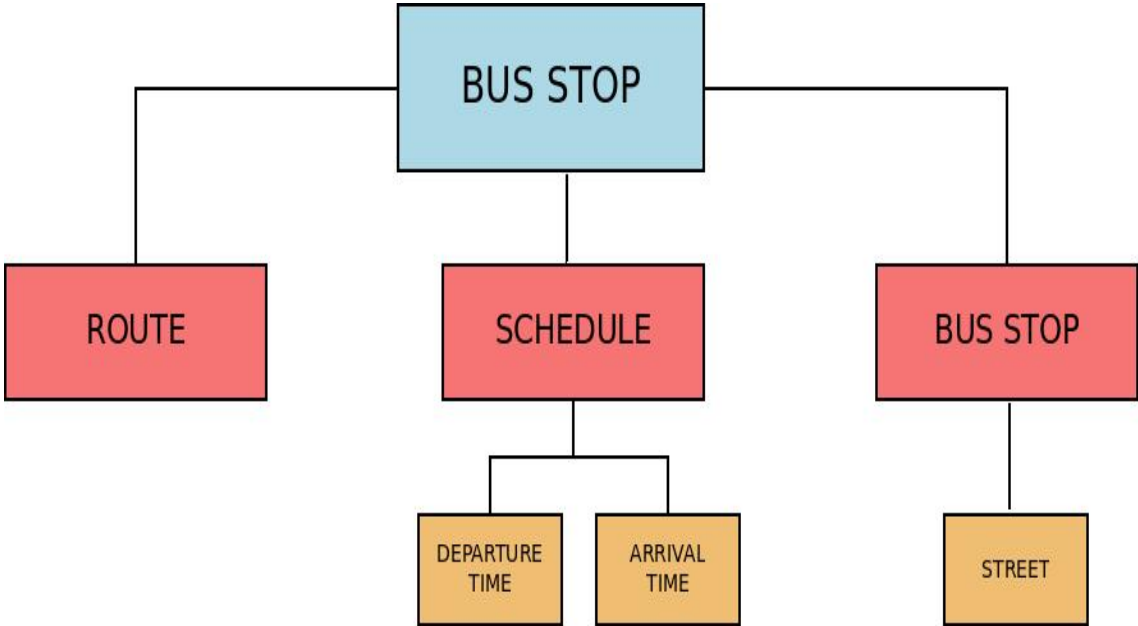 BUS STOP
ROUTE
SCHEDULE
BUS STOP
DEPARTURE
TIME
ARRIVAL
TIME
STREET